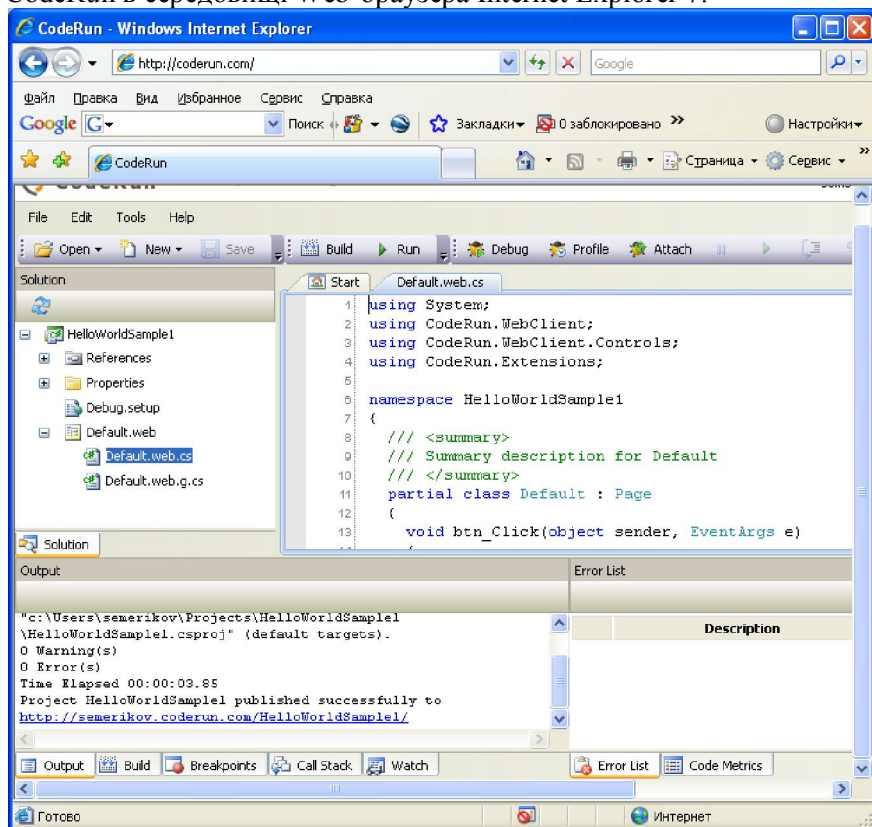 CodeRun в середовищі Web-браузера Internet Explorer 7.
CodeRun - Windows Internet Explorer
http://coderun.com/
Google
Файл Правка Вид Избранное Сервис Справка
Google G Поиск Закладки 0 заблокировано Настройки
CodeRun Страница Сервис
CodeRun
File Edit Tools Help
Open New Save Build Run Debug Profile Attach
Solution
Start Default.web.cs
HelloWorldSample1
References
Properties
Debug.setup
Default.web
Default.web.cs
Default.web.g.cs
Solution
1 using System;
2 using CodeRun.WebClient;
3 using CodeRun.WebClient.Controls;
4 using CodeRun.Extensions;
5
6 namespace HelloWorldSample1
7 {
8 /// <summary>
9 /// Summary description for Default
10 /// </summary>
11 partial class Default : Page
12 {
13 void btn_Click(object sender, EventArgs e)
Output
Error List
Description
"c:\Users\semerikov\Projects\HelloWorldSample1
\HelloWorldSample1.csproj" (default targets).
0 Warning(s)
0 Error(s)
Time Elapsed 00:00:03.85
Project HelloWorldSample1 published successfully to
http://semerikov.coderun.com/HelloWorldSample1/
Output Build Breakpoints Call Stack Watch
Error List Code Metrics
Готово Интернет